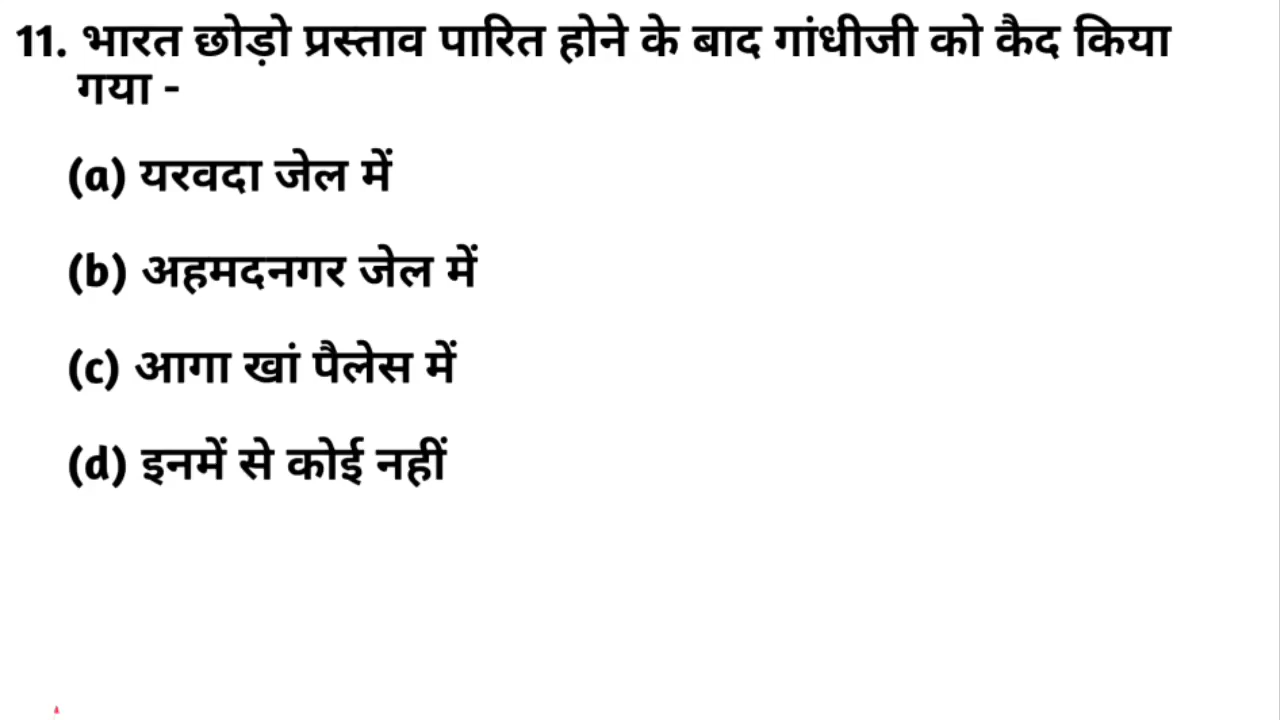 11. भारत छोड़ो प्रस्ताव पारित होने के बाद गांधीजी को कैद किया
गया -
(a) यरवदा जेल में
(b) अहमदनगर जेल में
(c) आगा खां पैलेस में
(d) इनमें से कोई नहीं